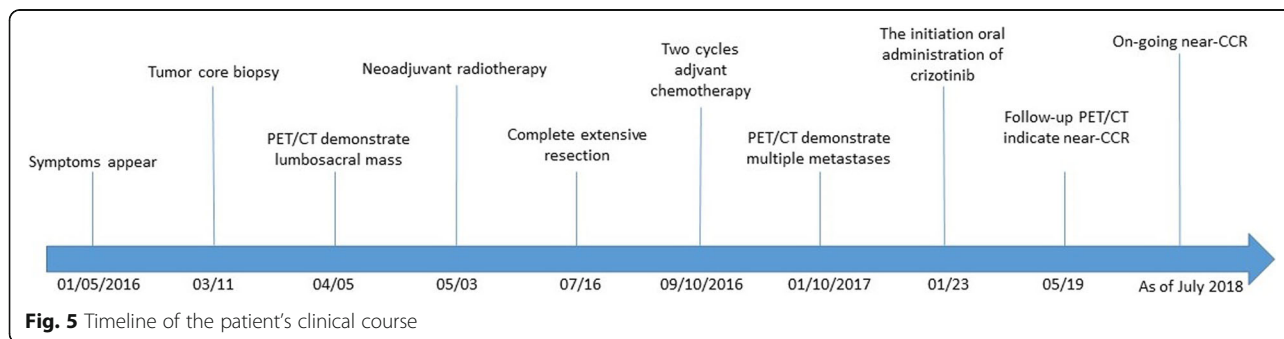 Symptoms appear
Tumor core biopsy
PET/CT demonstrate
lumbosacral mass
Neoadjuvant radiotherapy
Complete extensive
resection
Two cycles
adjvant
chemotherapy
PET/CT demonstrate
multiple metastases
The initiation oral
administration of
crizotinib
Follow-up PET/CT
indicate near-CCR
On-going near-CCR
01/05/2016
03/11
04/05
05/03
07/16
09/10/2016
01/10/2017
01/23
05/19
As of July 2018
Fig. 5 Timeline of the patient's clinical course